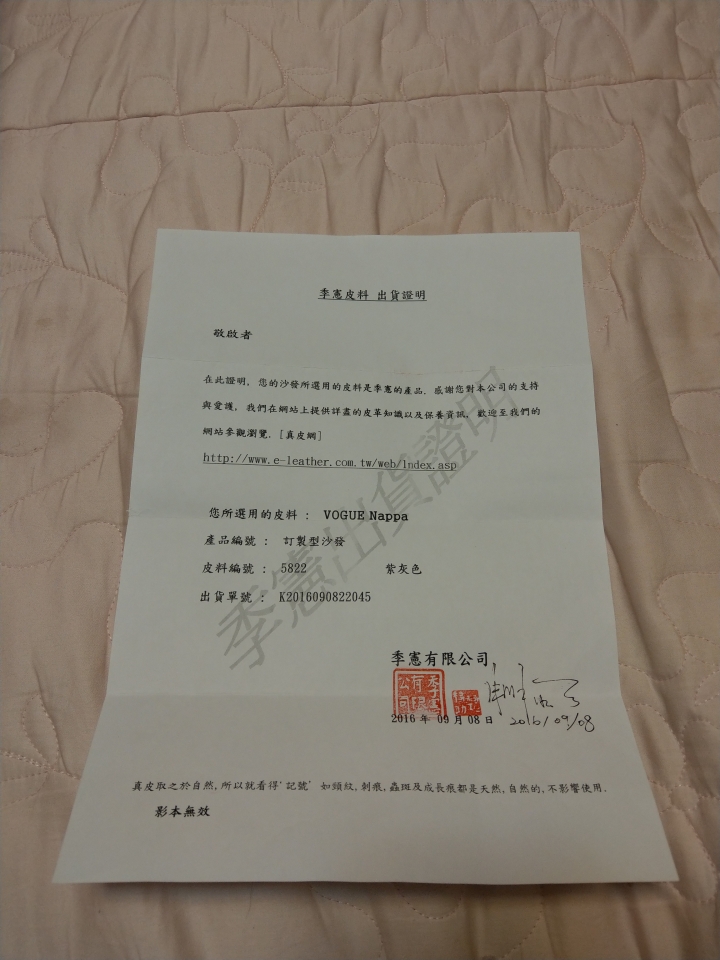 季憲皮料 出貨證明
敬啟者
在此證明, 您的沙發所選用的皮料是季憲的產品. 感謝您對本公司的支持
與愛護, 我們在網站上提供詳盡的皮革知識以及保養資訊, 歡迎至我們的
網站參觀瀏覽. [真皮網]
http://www.e-leather.com.tw/web/Index.asp
您所選用的皮料 : VOGUE Nappa
產品編號 : 訂製型沙發
皮料編號 : 5822 紫灰色
出貨單號 : K2016090822045
季憲出貨證明
季憲有限公司
季憲有限公司
2016 年 09 月 08 日 2016/09/08
真皮取之於自然, 所以就看得'記號' 如頸紋, 刺痕, 蟲斑及成長痕都是天然, 自然的, 不影響使用.
影本無效